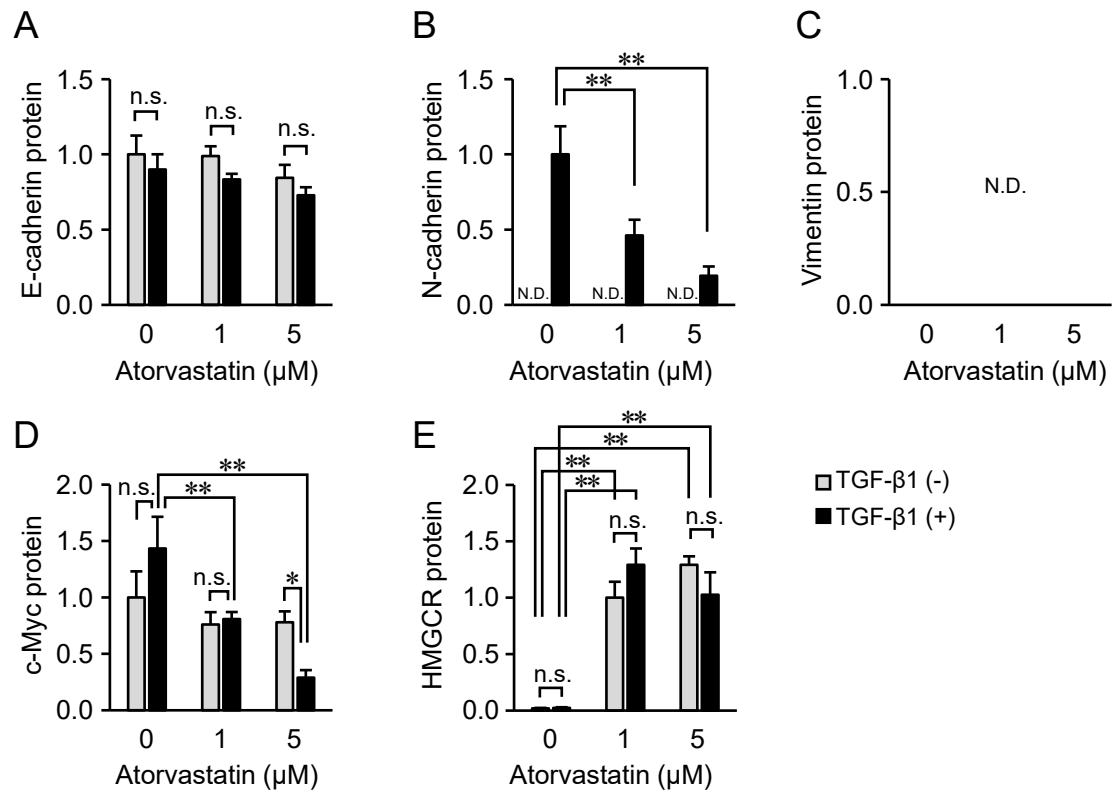 A
E-cadherin protein
1.5
1.0
0.5
0.0
n.s.
n.s.
n.s.
0 1 5
Atorvastatin (µM)
B
N-cadherin protein
1.5
1.0
0.5
0.0
**
**
N.D. N.D. N.D.
0 1 5
Atorvastatin (µM)
C
Vimentin protein
1.0
0.5
0.0
N.D.
0 1 5
Atorvastatin (µM)
D
c-Myc protein
2.0
1.5
1.0
0.5
0.0
**
n.s. **
n.s. *
0 1 5
Atorvastatin (µM)
E
HMGCR protein
2.0
1.5
1.0
0.5
0.0
**
**
**
**
n.s. n.s.
n.s.
0 1 5
Atorvastatin (µM)
TGF-β1 (-)
TGF-β1 (+)